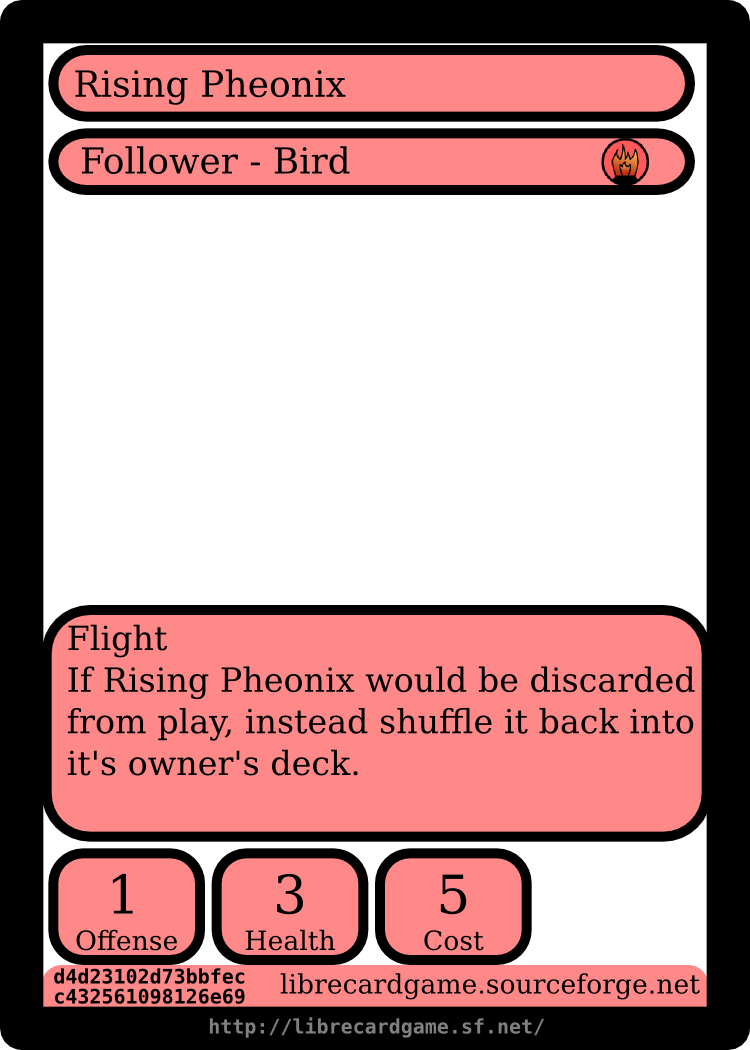 Rising Pheonix
Follower - Bird
Flight
If Rising Pheonix would be discarded
from play, instead shuffle it back into
it's owner's deck.
1
Offense
3
Health
5
Cost
d4d23102d73bbfec
c432561098126e69
librecardgame.sourceforge.net
http://librecardgame.sf.net/